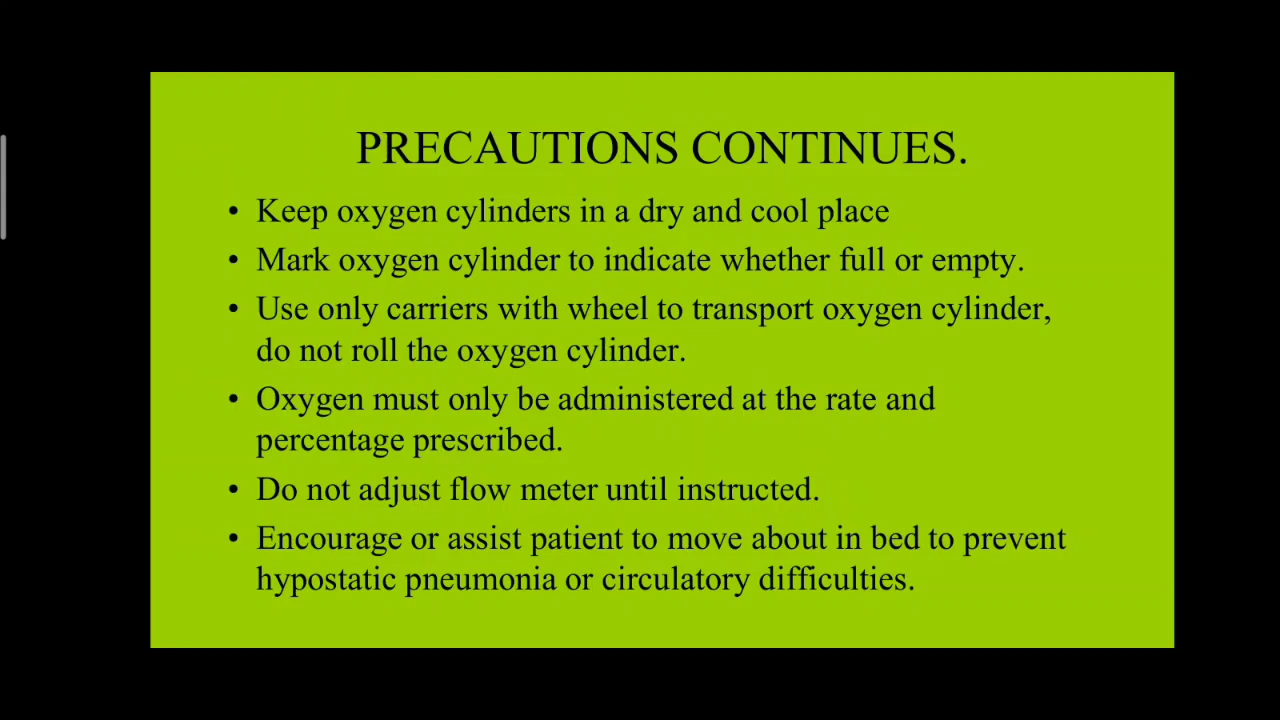 PRECAUTIONS CONTINUES.
• Keep oxygen cylinders in a dry and cool place
• Mark oxygen cylinder to indicate whether full or empty.
• Use only carriers with wheel to transport oxygen cylinder,
do not roll the oxygen cylinder.
• Oxygen must only be administered at the rate and
percentage prescribed.
• Do not adjust flow meter until instructed.
• Encourage or assist patient to move about in bed to prevent
hypostatic pneumonia or circulatory difficulties.